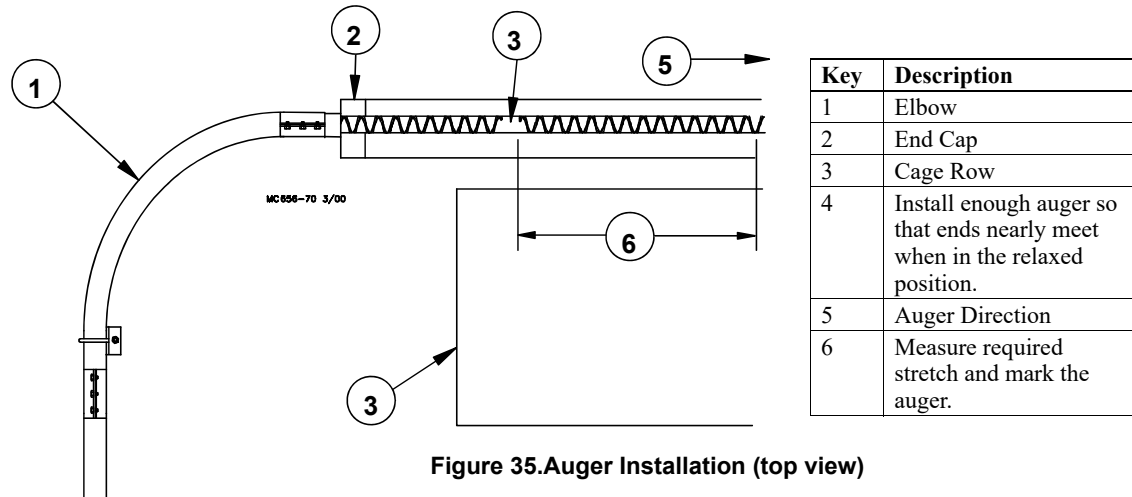 2
3
5
1
MC656-70 3/00
6
3
Key Description
1 Elbow
2 End Cap
3 Cage Row
4 Install enough auger so
that ends nearly meet
when in the relaxed
position.
5 Auger Direction
6 Measure required
stretch and mark the
auger.
Figure 35.Auger Installation (top view)